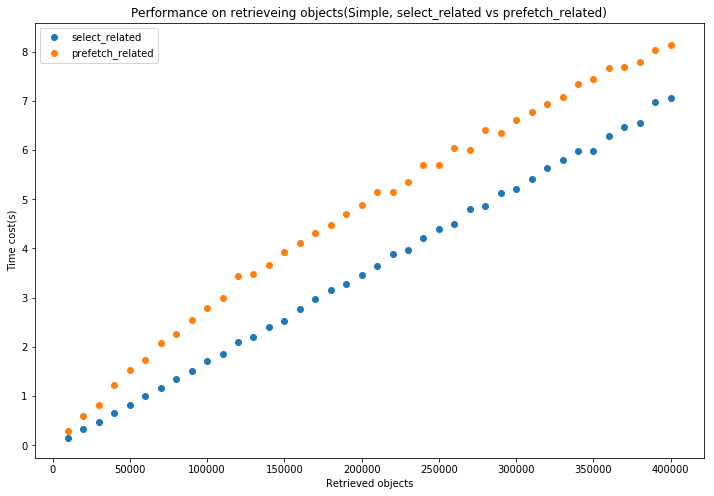 Performance on retrieveing objects(Simple, select_related vs prefetch_related)
select_related
prefetch_related
8
7
6
5
4
3
2
1
0
Time cost(s)
0 50000 100000 150000 200000 250000 300000 350000 400000
Retrieved objects